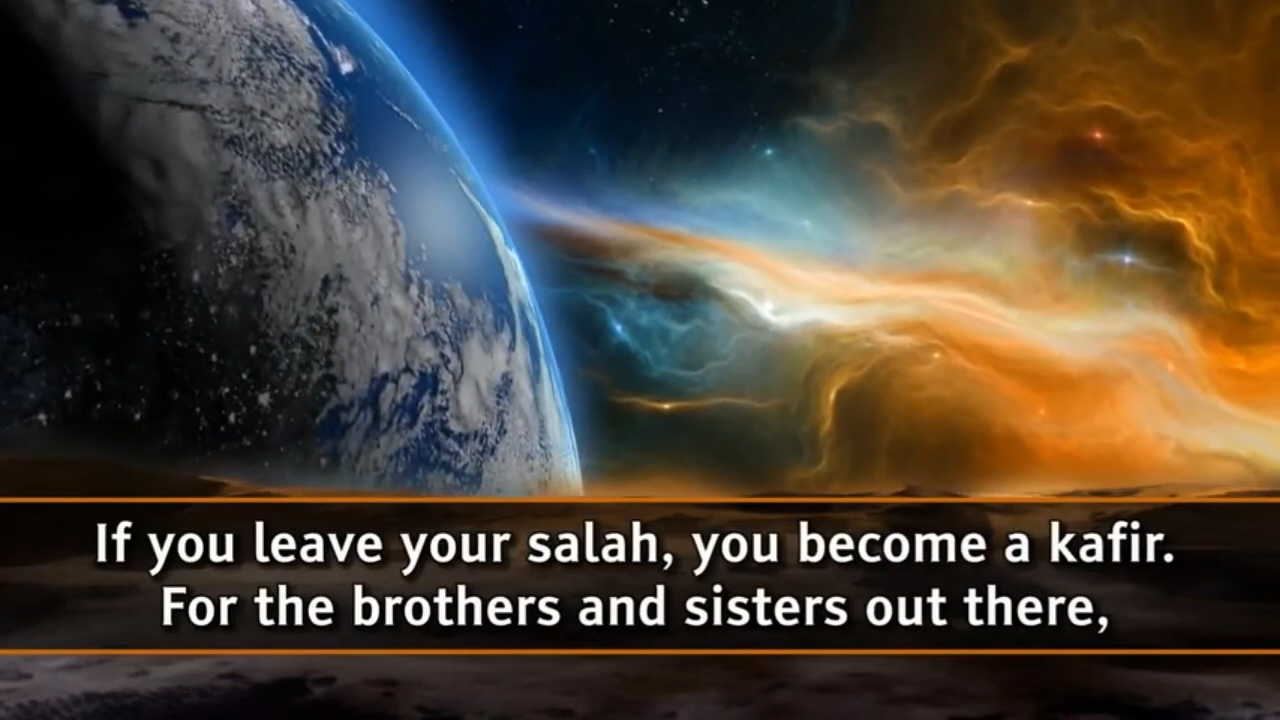 If you leave your salah, you become a kafir.
For the brothers and sisters out there,